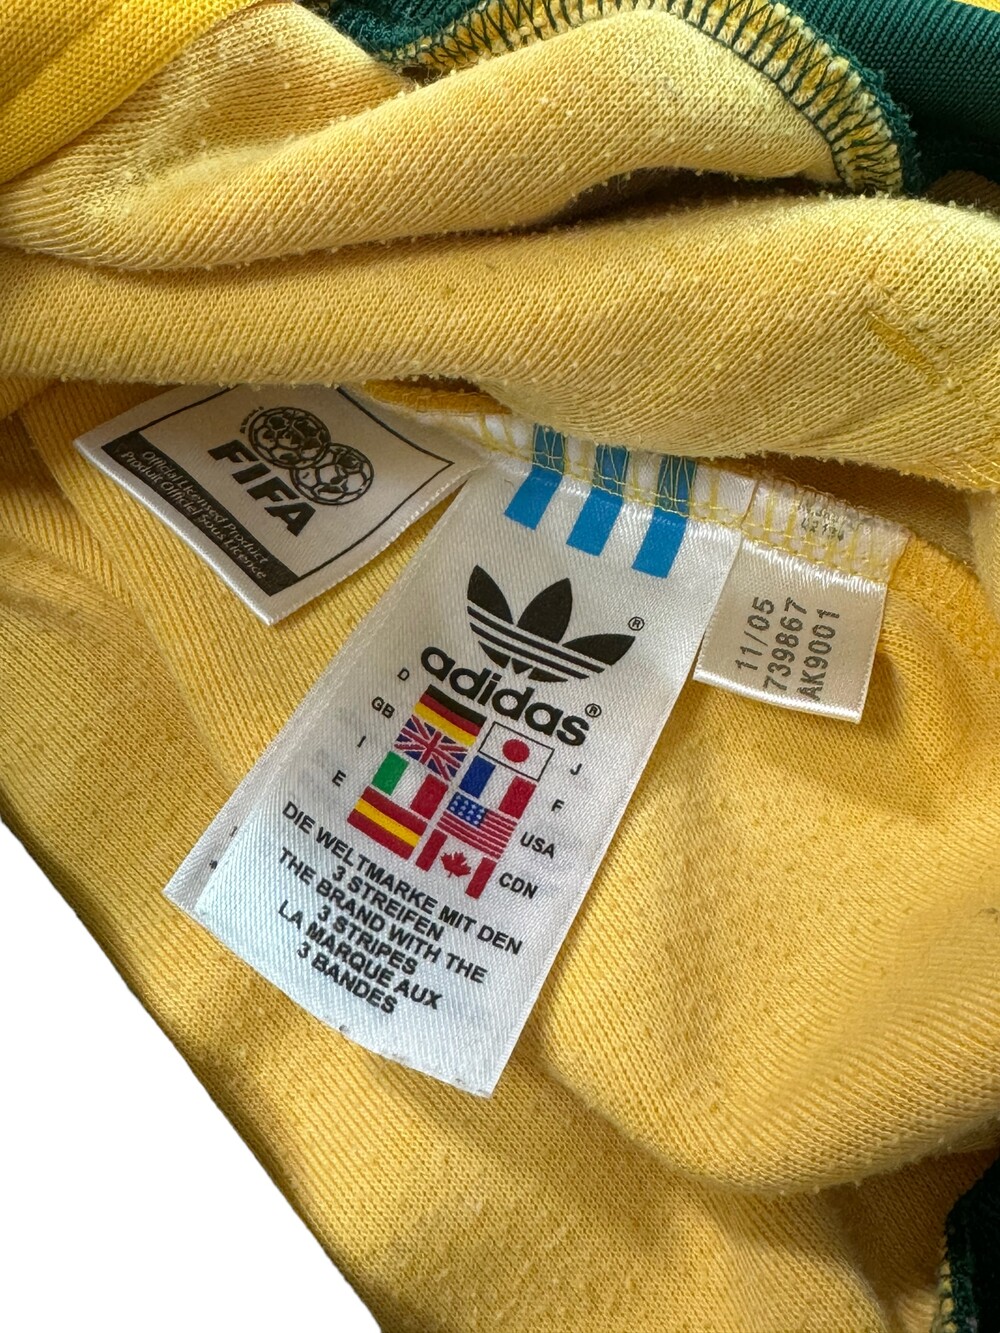 FIFA
Official Licensed Product
Produit Officiel Sous Licence
adidas®
D
GB
I
E
J
F
USA
CDN
DIE WELTMARKE MIT DEN
3 STREIFEN
THE BRAND WITH THE
3 STRIPES
LA MARQUE AUX
3 BANDES
11/05
739867
AK9001